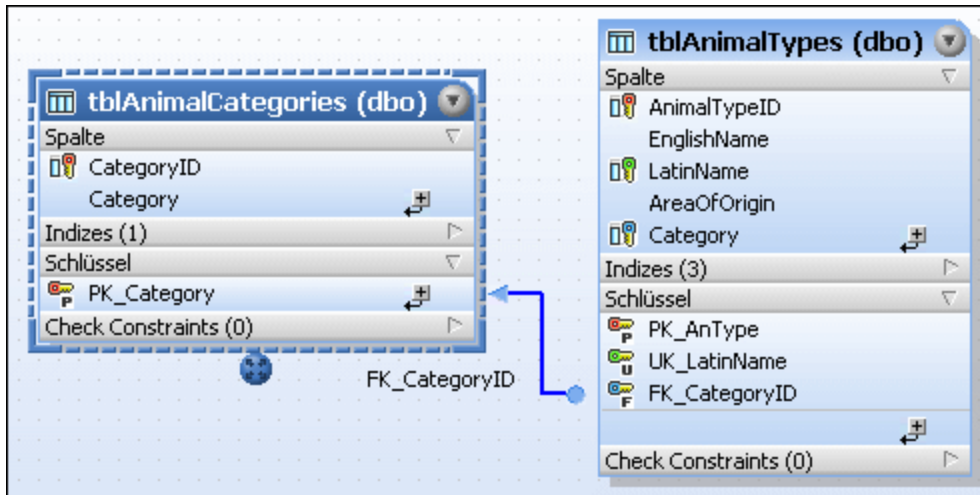 tblAnimalCategories (dbo)
Spalte
CategoryID
Category
Indizes (1)
Schlüssel
PK_Category
Check Constraints (0)
FK_CategoryID
tblAnimalTypes (dbo)
Spalte
AnimalTypeID
EnglishName
LatinName
AreaOfOrigin
Category
Indizes (3)
Schlüssel
PK_AnType
UK_LatinName
FK_CategoryID
Check Constraints (0)